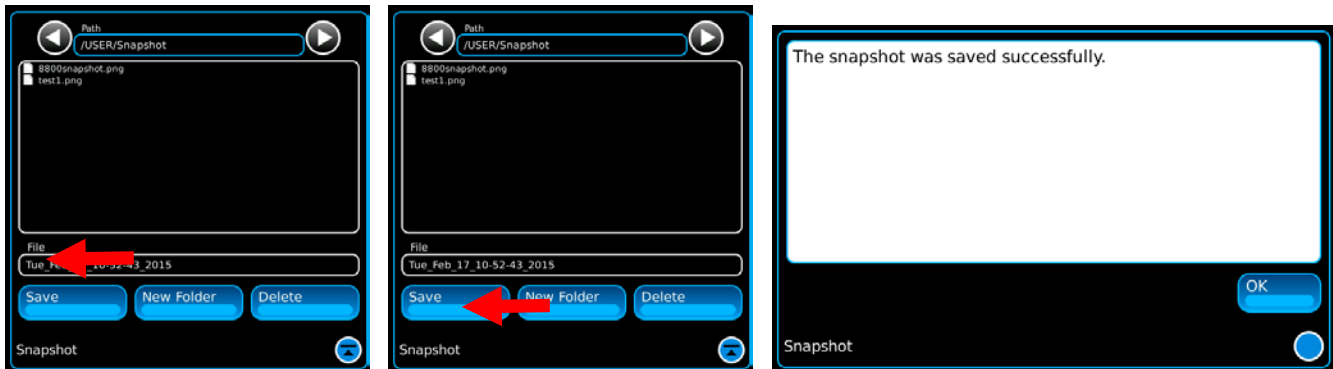 Path
/USER/Snapshot
8800snapshot.png
test1.png
File
Tue_Feb_17_10-52-43_2015
Save New Folder Delete
Snapshot
Path
/USER/Snapshot
8800snapshot.png
test1.png
File
Tue_Feb_17_10-52-43_2015
Save New Folder Delete
Snapshot
The snapshot was saved successfully.
OK
Snapshot